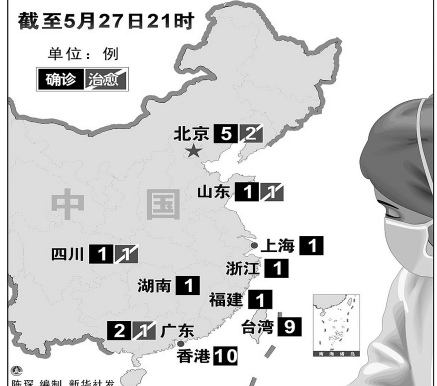 截至5月27日21时
单位：例
确诊 治愈
北京 5 2
山东 1 1
中国
四川 1 1
上海 1
浙江 1
湖南 1
福建 1
2 1 广东
台湾 9
香港 10
南海诸岛
陈琛 编制 新华社发